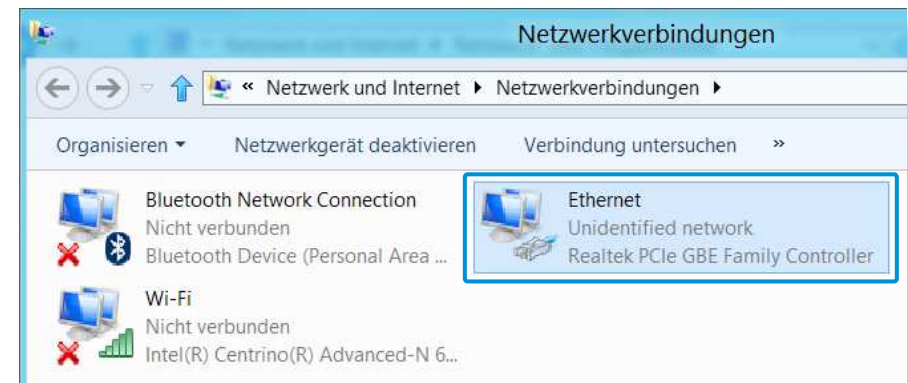 Netzwerkverbindungen
« Netzwerk und Internet ▶ Netzwerkverbindungen ▶
Organisieren ▾ Netzwerkgerät deaktivieren Verbindung untersuchen »
Bluetooth Network Connection
Nicht verbunden
Bluetooth Device (Personal Area ...
Ethernet
Unidentified network
Realtek PCIe GBE Family Controller
Wi-Fi
Nicht verbunden
Intel(R) Centrino(R) Advanced-N 6...